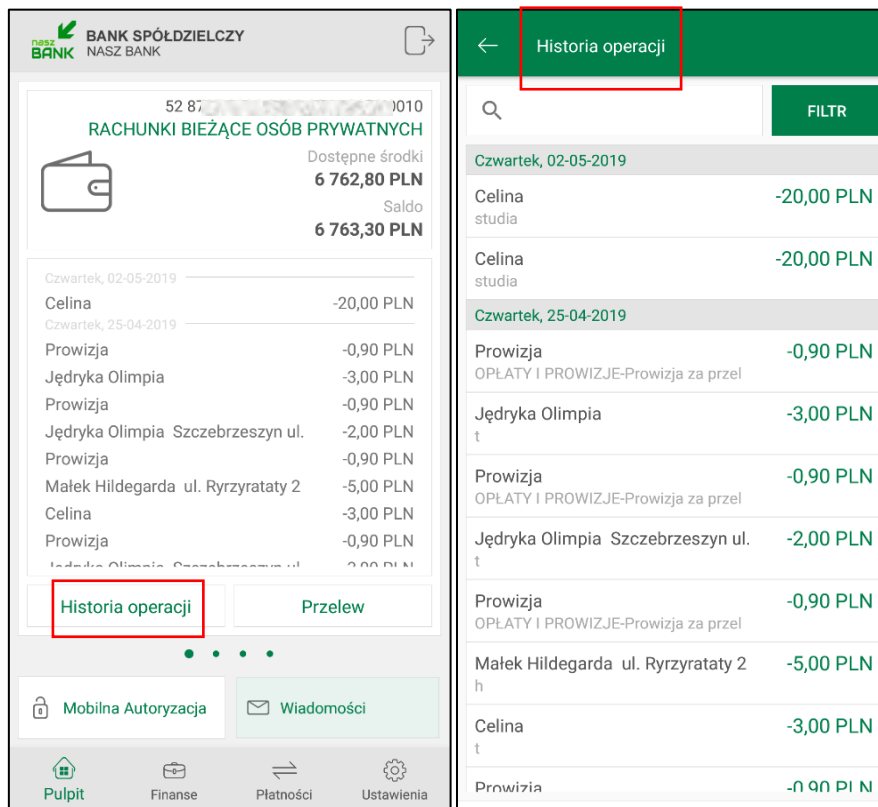 nasz BANK
BANK SPÓŁDZIELCZY
NASZ BANK
52 87 0010
RACHUNKI BIEŻĄCE OSÓB PRYWATNYCH
Dostępne środki
6 762,80 PLN
Saldo
6 763,30 PLN
Czwartek, 02-05-2019
Celina -20,00 PLN
Czwartek, 25-04-2019
Prowizja -0,90 PLN
Jędryka Olimpia -3,00 PLN
Prowizja -0,90 PLN
Jędryka Olimpia Szczebrzeszyn ul. -2,00 PLN
Prowizja -0,90 PLN
Małek Hildegarda ul. Ryrzyrataty 2 -5,00 PLN
Celina -3,00 PLN
Prowizja -0,90 PLN
Historia operacji Przelew
Mobilna Autoryzacja Wiadomości
Pulpit Finanse Płatności Ustawienia
Historia operacji
FILTR
Czwartek, 02-05-2019
Celina -20,00 PLN
studia
Celina -20,00 PLN
studia
Czwartek, 25-04-2019
Prowizja -0,90 PLN
OPŁATY I PROWIZJE-Prowizja za przel
Jędryka Olimpia -3,00 PLN
t
Prowizja -0,90 PLN
OPŁATY I PROWIZJE-Prowizja za przel
Jędryka Olimpia Szczebrzeszyn ul. -2,00 PLN
t
Prowizja -0,90 PLN
OPŁATY I PROWIZJE-Prowizja za przel
Małek Hildegarda ul. Ryrzyrataty 2 -5,00 PLN
h
Celina -3,00 PLN
t
Prowizja -0,90 PLN